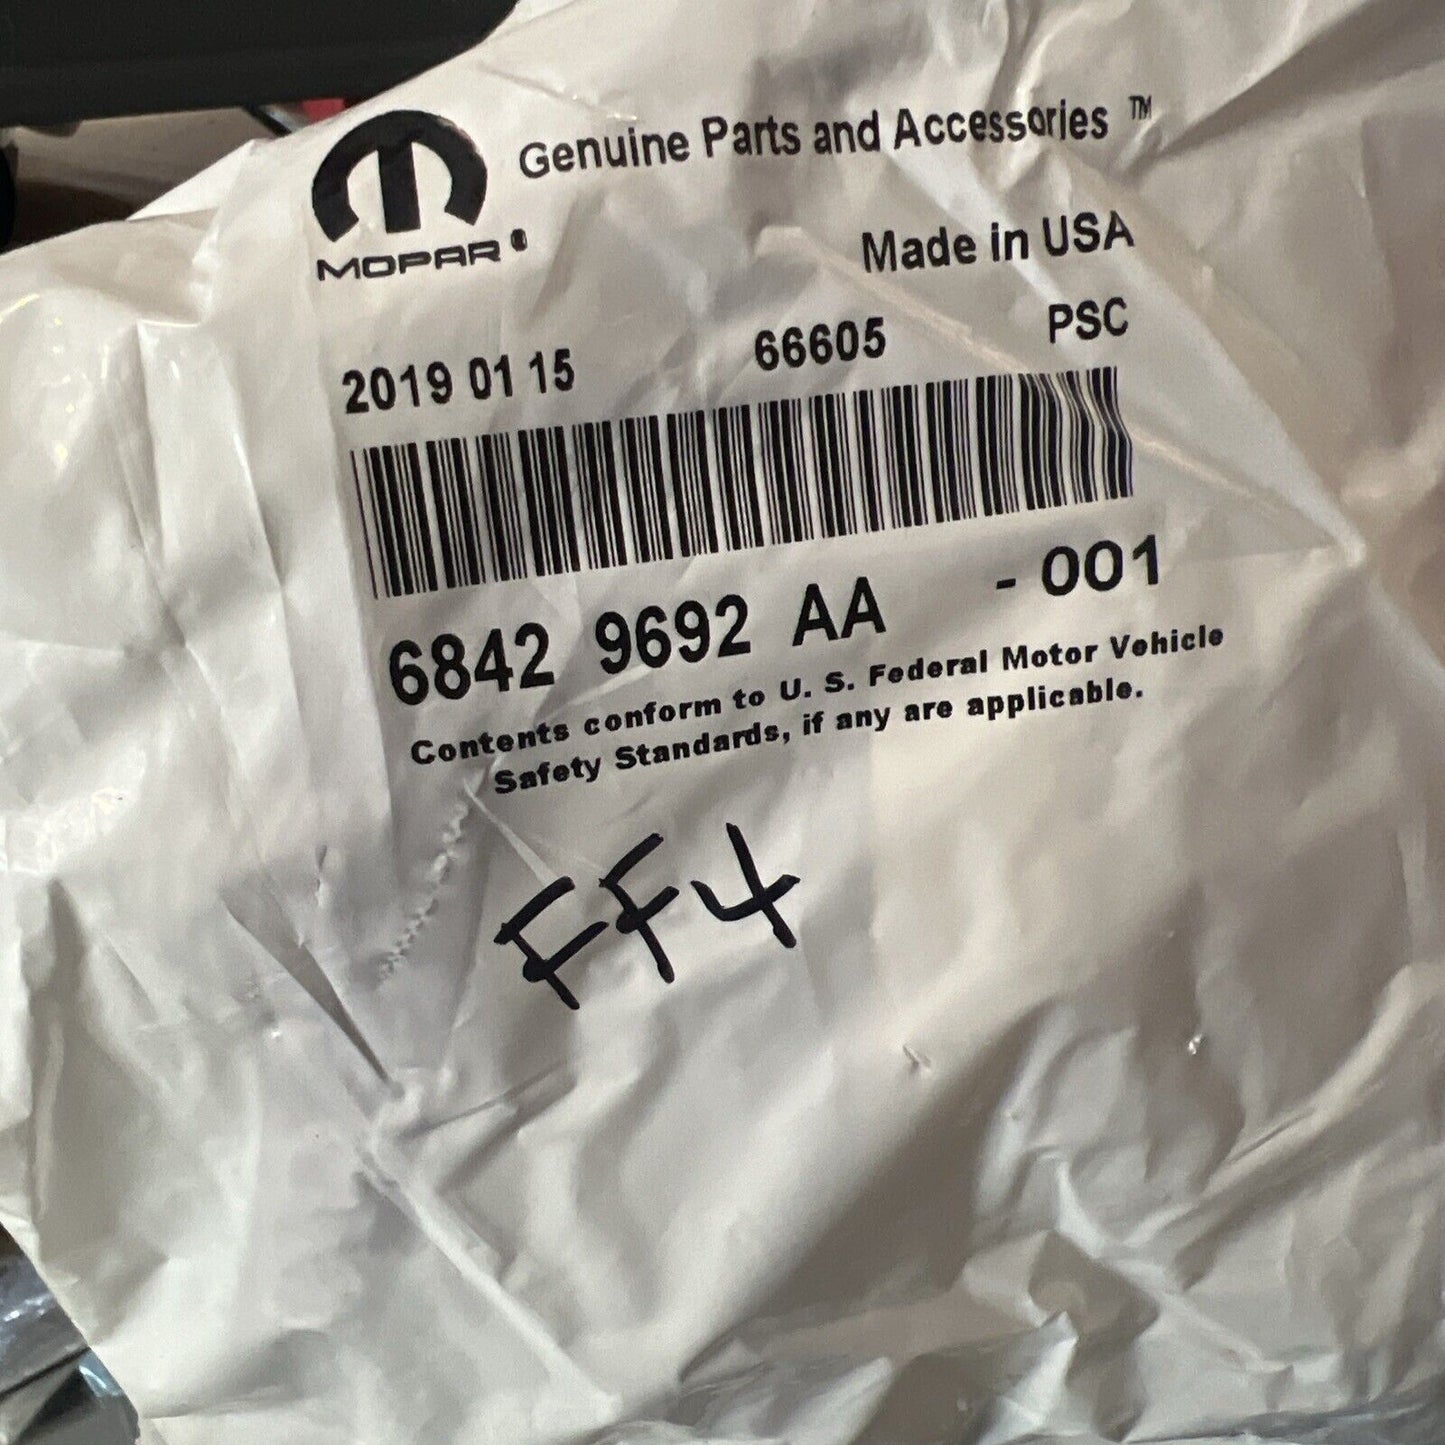 Genuine Parts and Accessories ™
MOPAR®
Made in USA
2019 01 15 66605 PSC
6842 9692 AA - 001
Contents conform to U. S. Federal Motor Vehicle
Safety Standards, if any are applicable.
FF4